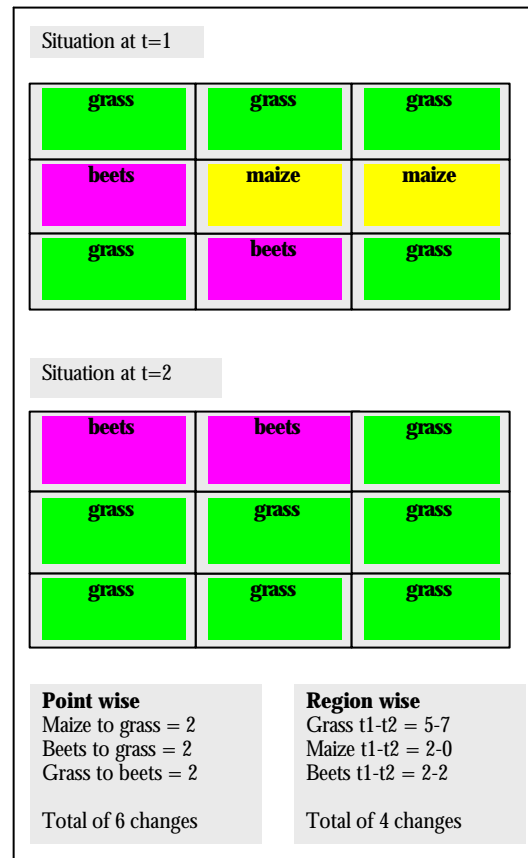 Situation at t=1
grass grass grass
beets maize maize
grass beets grass
Situation at t=2
beets beets grass
grass grass grass
grass grass grass
Point wise
Maize to grass = 2
Beets to grass = 2
Grass to beets = 2
Total of 6 changes
Region wise
Grass t1-t2 = 5-7
Maize t1-t2 = 2-0
Beets t1-t2 = 2-2
Total of 4 changes